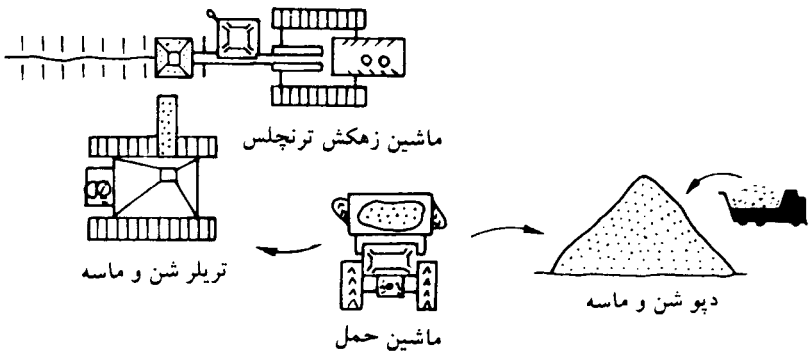 ماشین زهکش ترنچلس
تریلر شن و ماسه
ماشین حمل
دپو شن و ماسه